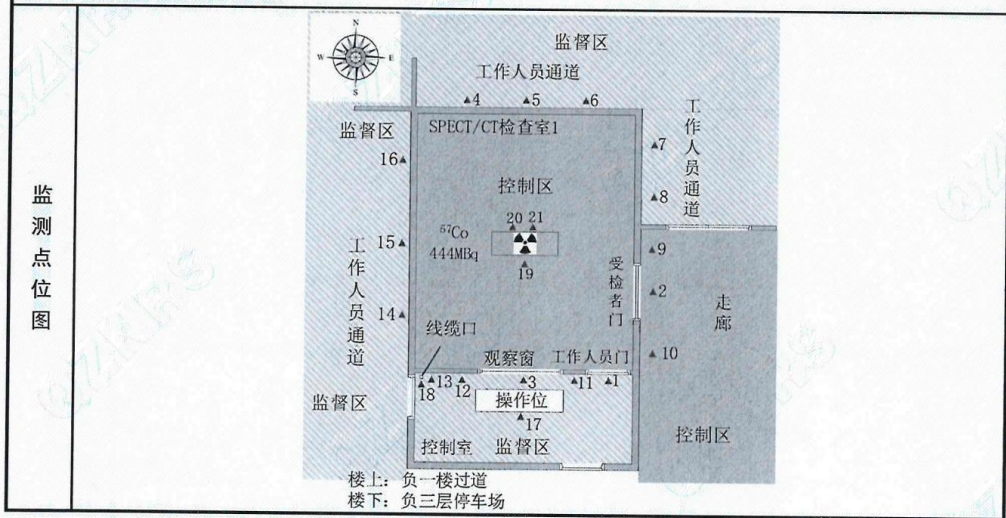 监测点位图
N
W E
S
监督区
工作人员通道
▲4 ▲5 ▲6
SPECT/CT检查室1
监督区
16▲
工作人员通道
▲7
▲8
控制区
20 21
⁵⁷Co
444MBq
19
15▲
工作人员通道
14▲
受检者门
▲9
▲2
走廊
▲10
线缆口
观察窗
工作人员门
18 13 12 3 11 1
操作位
17
监督区
控制室
监督区
控制区
楼上：负一楼过道
楼下：负三层停车场